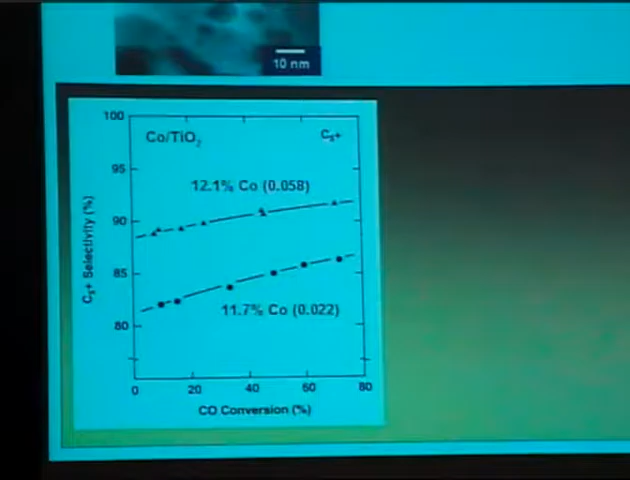 10 nm
100
Co/TiO₂
C₅+
95
12.1% Co (0.058)
90
C₅+ Selectivity (%)
85
11.7% Co (0.022)
80
0 20 40 60 80
CO Conversion (%)